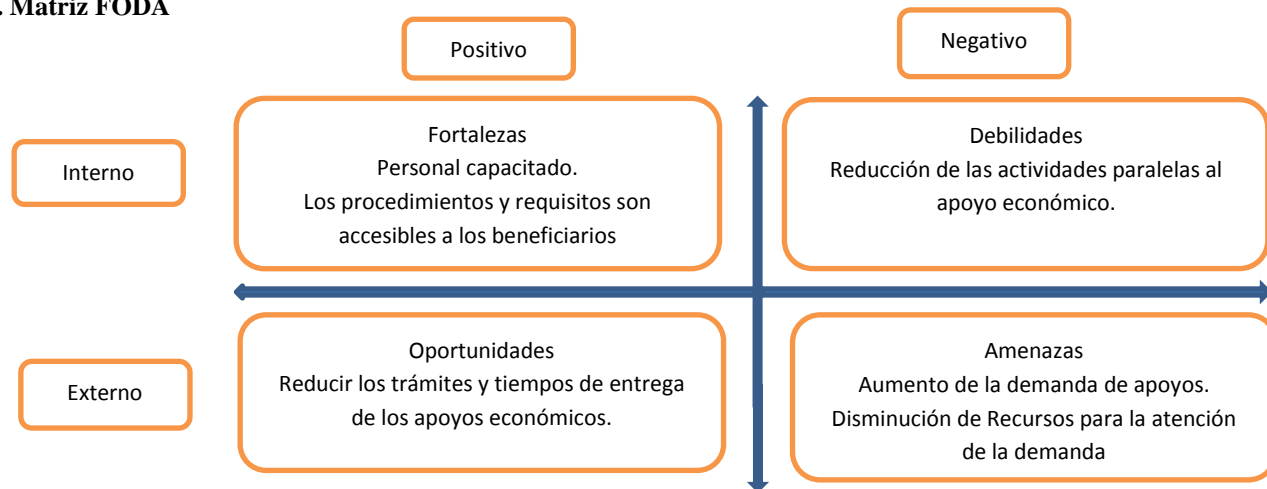 . Matriz FODA
Positivo
Negativo
Interno
Fortalezas
Personal capacitado.
Los procedimientos y requisitos son
accesibles a los beneficiarios
Debilidades
Reducción de las actividades paralelas al
apoyo económico.
Externo
Oportunidades
Reducir los trámites y tiempos de entrega
de los apoyos económicos.
Amenazas
Aumento de la demanda de apoyos.
Disminución de Recursos para la atención
de la demanda